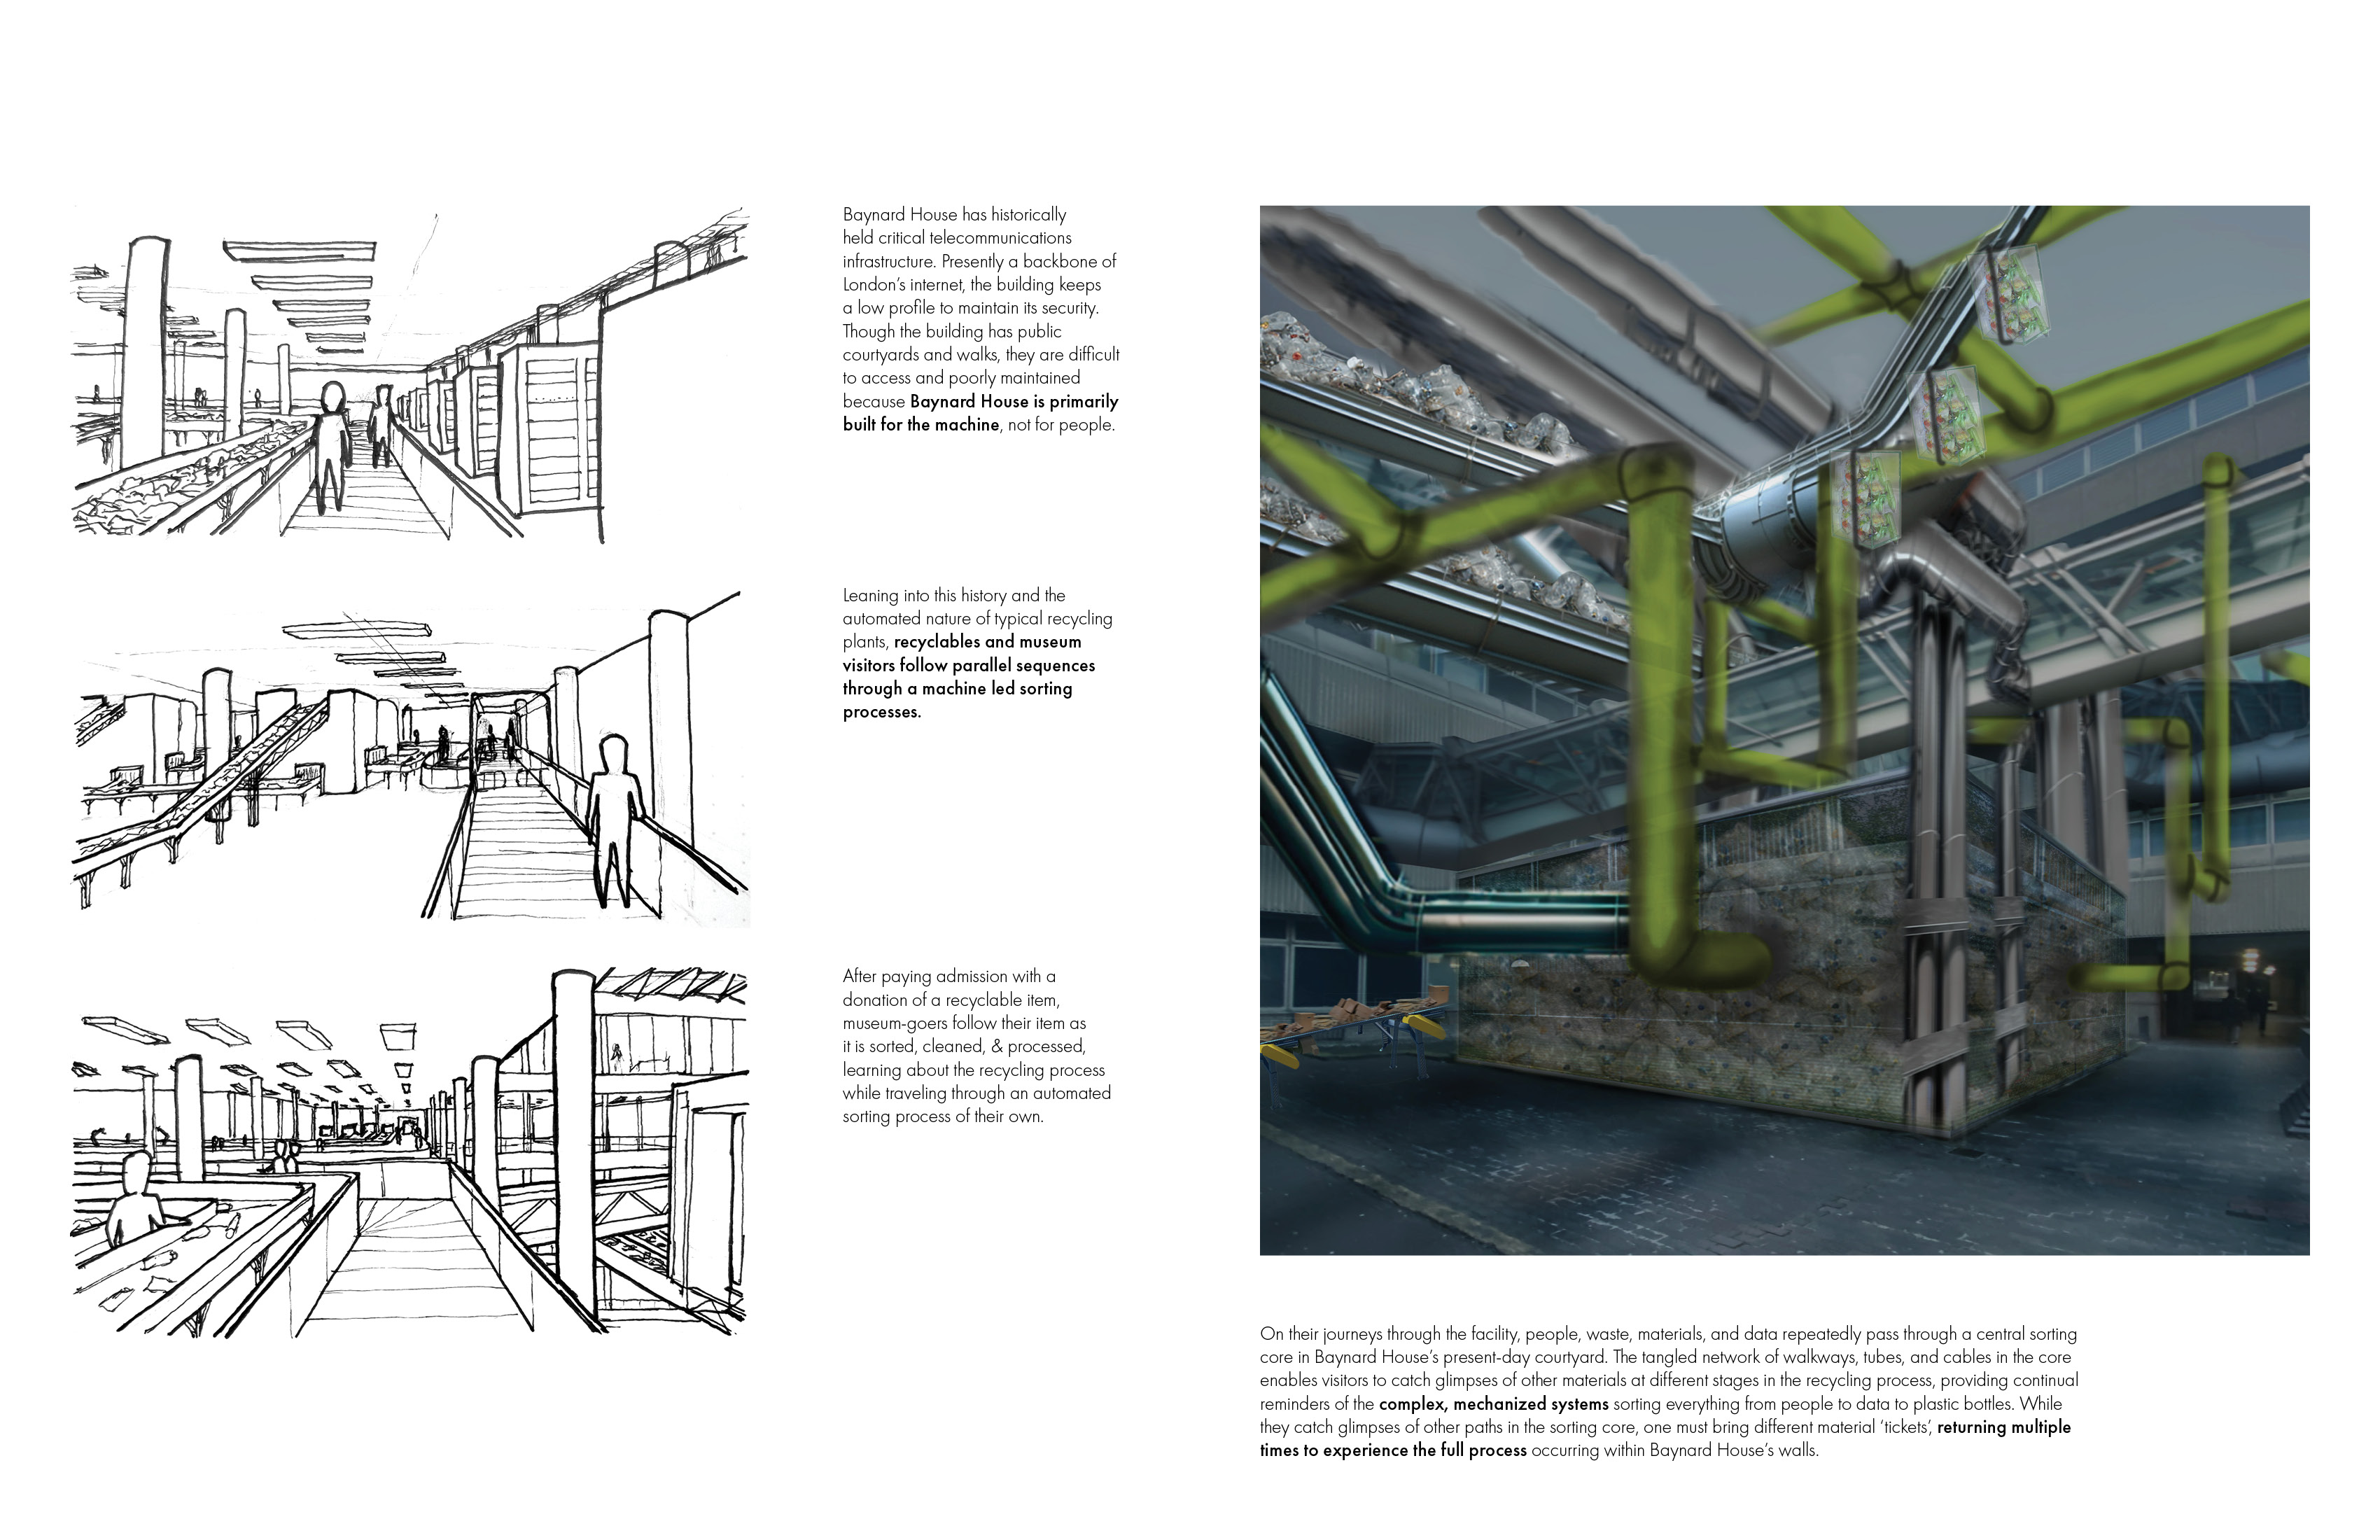 Baynard House has historically
held critical telecommunications
infrastructure. Presently a backbone of
London's internet, the building keeps
a low profile to maintain its security.
Though the building has public
courtyards and walks, they are difficult
to access and poorly maintained
because Baynard House is primarily
built for the machine, not for people.
Leaning into this history and the
automated nature of typical recycling
plants, recyclables and museum
visitors follow parallel sequences
through a machine led sorting
processes.
After paying admission with a
donation of a recyclable item,
museum-goers follow their item as
it is sorted, cleaned, & processed,
learning about the recycling process
while traveling through an automated
sorting process of their own.
On their journeys through the facility, people, waste, materials, and data repeatedly pass through a central sorting
core in Baynard House's present-day courtyard. The tangled network of walkways, tubes, and cables in the core
enables visitors to catch glimpses of other materials at different stages in the recycling process, providing continual
reminders of the complex, mechanized systems sorting everything from people to data to plastic bottles. While
they catch glimpses of other paths in the sorting core, one must bring different material 'tickets', returning multiple
times to experience the full process occurring within Baynard House's walls.